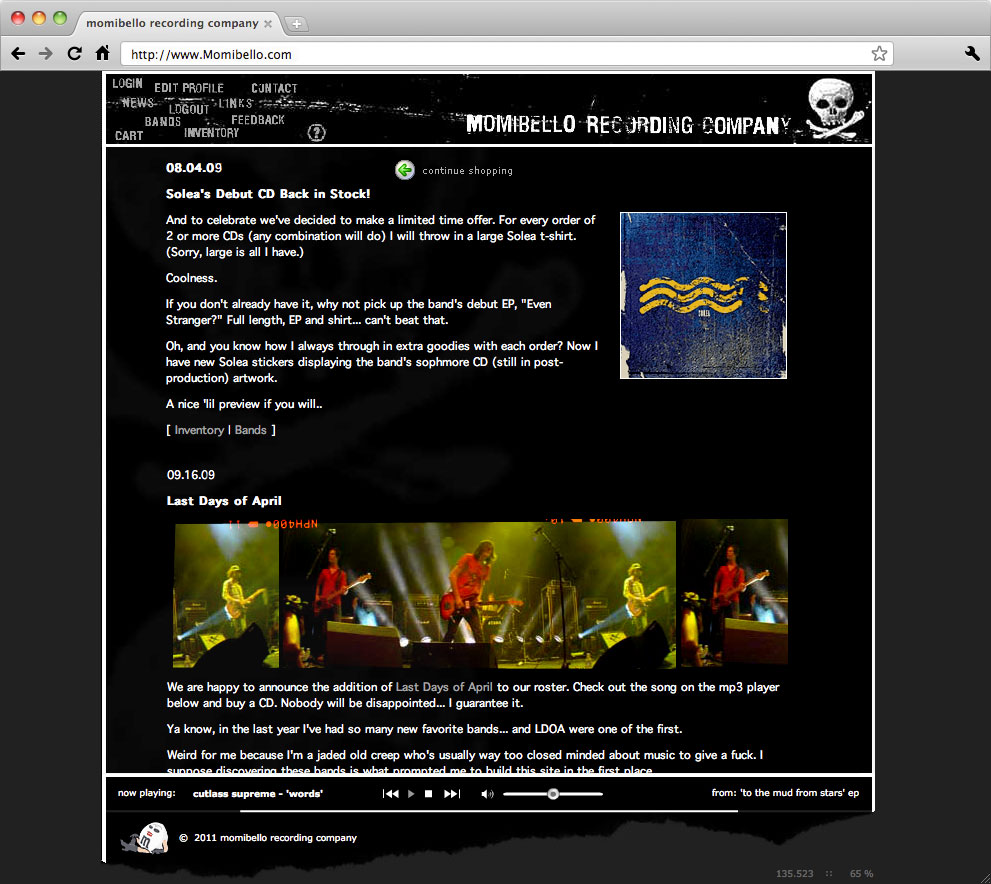 momibello recording company
http://www.Momibello.com
LOGIN EDIT PROFILE CONTACT
NEWS LOGOUT LINKS
BANDS FEEDBACK
CART INVENTORY ?
MOMIBELLO RECORDING COMPANY
08.04.09
continue shopping
Solea's Debut CD Back in Stock!
And to celebrate we've decided to make a limited time offer. For every order of
2 or more CDs (any combination will do) I will throw in a large Solea t-shirt.
(Sorry, large is all I have.)
Coolness.
If you don't already have it, why not pick up the band's debut EP, "Even
Stranger?" Full length, EP and shirt... can't beat that.
Oh, and you know how I always through in extra goodies with each order? Now I
have new Solea stickers displaying the band's sophmore CD (still in post-
production) artwork.
A nice 'lil preview if you will..
[ Inventory | Bands ]
SOLEA
09.16.09
Last Days of April
11 NPH400
10. NPH400
We are happy to announce the addition of Last Days of April to our roster. Check out the song on the mp3 player
below and buy a CD. Nobody will be disappointed... I guarantee it.
Ya know, in the last year I've had so many new favorite bands... and LDOA were one of the first.
Weird for me because I'm a jaded old creep who's usually way too closed minded about music to give a fuck. I
suppose discovering these bands is what prompted me to build this site in the first place.
now playing: cutlass supreme - 'words'
from: 'to the mud from stars' ep
m
© 2011 momibello recording company
135.523 :: 65 %